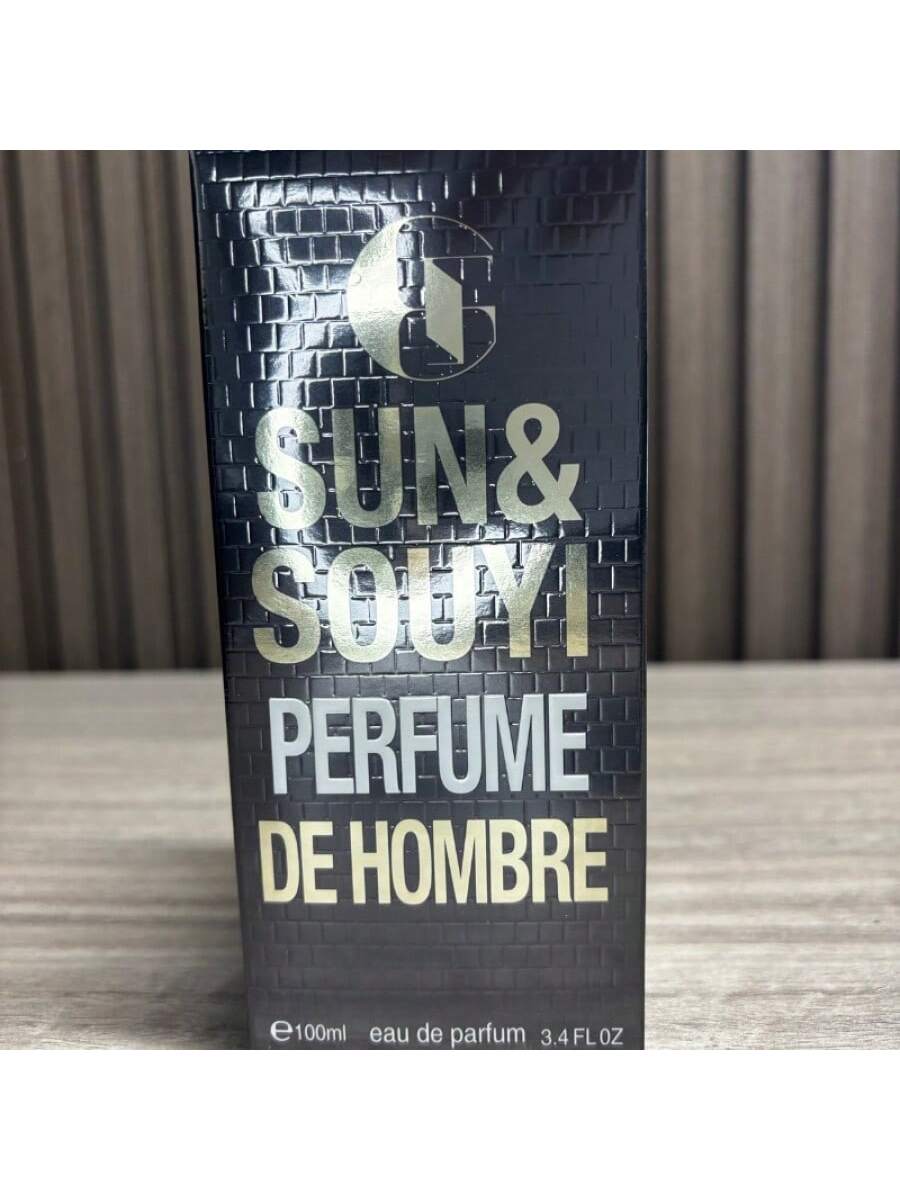 G
SUN&
SOUYI
PERFUME
DE HOMBRE
℮100ml eau de parfum 3.4 FL OZ